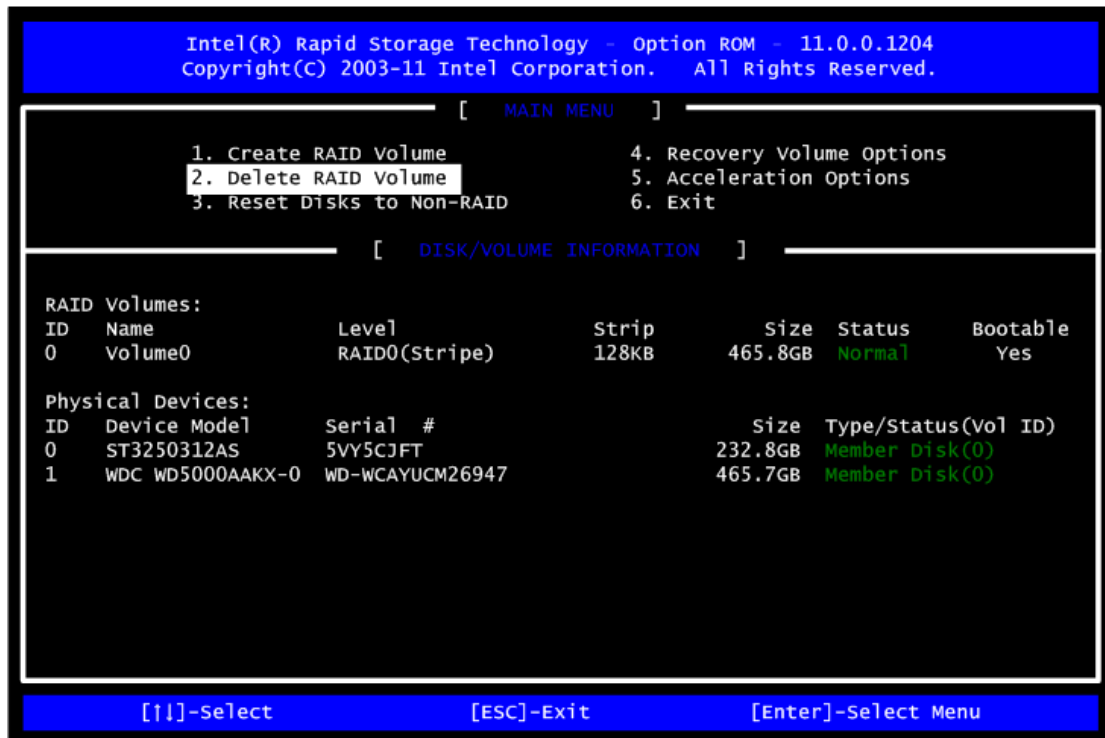 Intel(R) Rapid Storage Technology - Option ROM - 11.0.0.1204
Copyright(C) 2003-11 Intel Corporation. All Rights Reserved.
[ MAIN MENU ]
1. Create RAID Volume 4. Recovery Volume Options
2. Delete RAID Volume 5. Acceleration Options
3. Reset Disks to Non-RAID 6. Exit
[ DISK/VOLUME INFORMATION ]
RAID Volumes:
ID Name Level Strip Size Status Bootable
0 Volume0 RAID0(Stripe) 128KB 465.8GB Normal Yes
Physical Devices:
ID Device Model Serial # Size Type/Status(Vol ID)
0 ST3250312AS 5VY5CJFT 232.8GB Member Disk(0)
1 WDC WD5000AAKX-0 WD-WCAYUCM26947 465.7GB Member Disk(0)
[↑↓]-Select [ESC]-Exit [Enter]-Select Menu